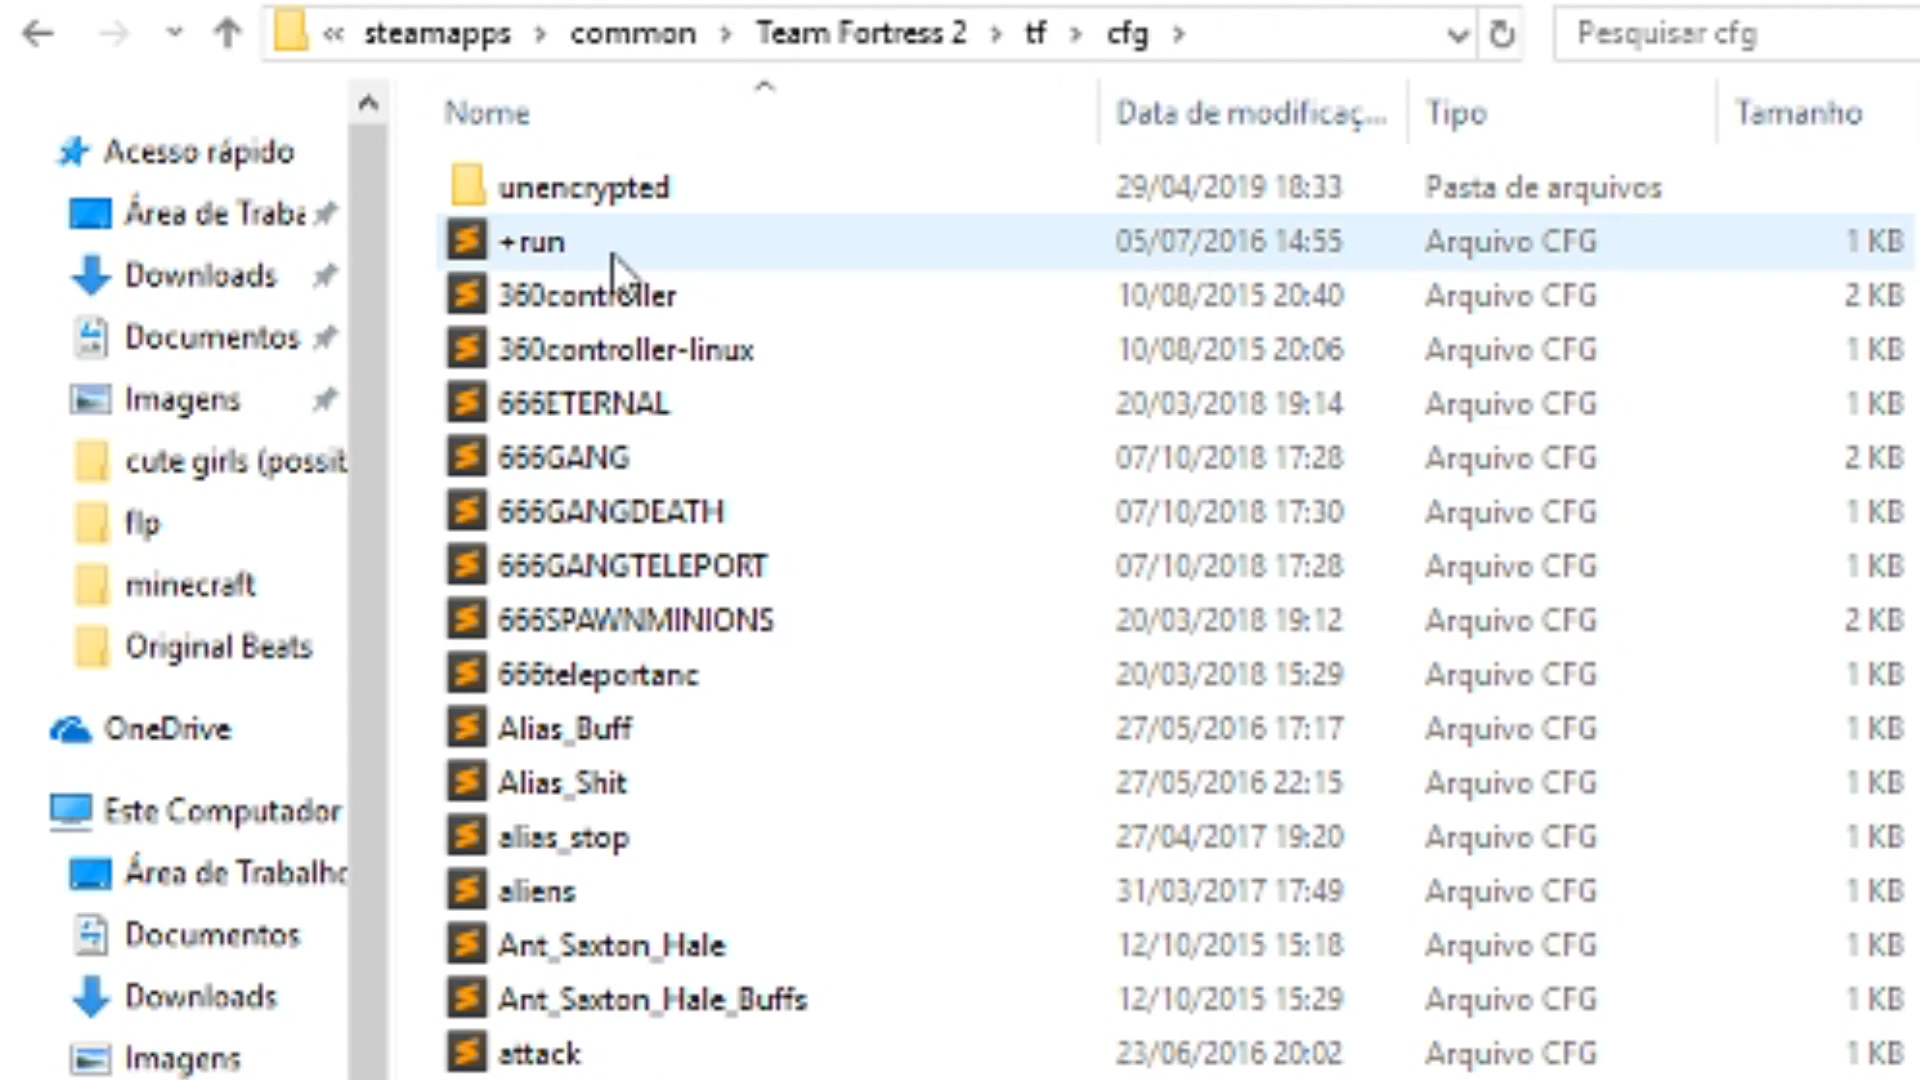 « steamapps > common > Team Fortress 2 > tf > cfg >
Pesquisar cfg
Nome Data de modificaç... Tipo Tamanho
Acesso rápido
Área de Traba
Downloads
Documentos
Imagens
cute girls (possib
flp
minecraft
Original Beats
OneDrive
Este Computador
Área de Trabalho
Documentos
Downloads
Imagens
unencrypted 29/04/2019 18:33 Pasta de arquivos
+run 05/07/2016 14:55 Arquivo CFG 1 KB
360controller 10/08/2015 20:40 Arquivo CFG 2 KB
360controller-linux 10/08/2015 20:06 Arquivo CFG 1 KB
666ETERNAL 20/03/2018 19:14 Arquivo CFG 1 KB
666GANG 07/10/2018 17:28 Arquivo CFG 2 KB
666GANGDEATH 07/10/2018 17:30 Arquivo CFG 1 KB
666GANGTELEPORT 07/10/2018 17:28 Arquivo CFG 1 KB
666SPAWNMINIONS 20/03/2018 19:12 Arquivo CFG 2 KB
666teleportanc 20/03/2018 15:29 Arquivo CFG 1 KB
Alias_Buff 27/05/2016 17:17 Arquivo CFG 1 KB
Alias_Shit 27/05/2016 22:15 Arquivo CFG 1 KB
alias_stop 27/04/2017 19:20 Arquivo CFG 1 KB
aliens 31/03/2017 17:49 Arquivo CFG 1 KB
Ant_Saxton_Hale 12/10/2015 15:18 Arquivo CFG 1 KB
Ant_Saxton_Hale_Buffs 12/10/2015 15:29 Arquivo CFG 1 KB
attack 23/06/2016 20:02 Arquivo CFG 1 KB